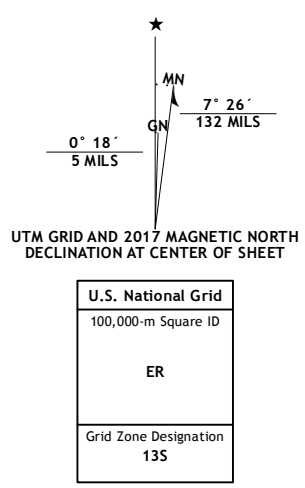 ★
MN
GN
7° 26´
132 MILS
0° 18´
5 MILS
UTM GRID AND 2017 MAGNETIC NORTH
DECLINATION AT CENTER OF SHEET
U.S. National Grid
100,000-m Square ID
ER
Grid Zone Designation
13S